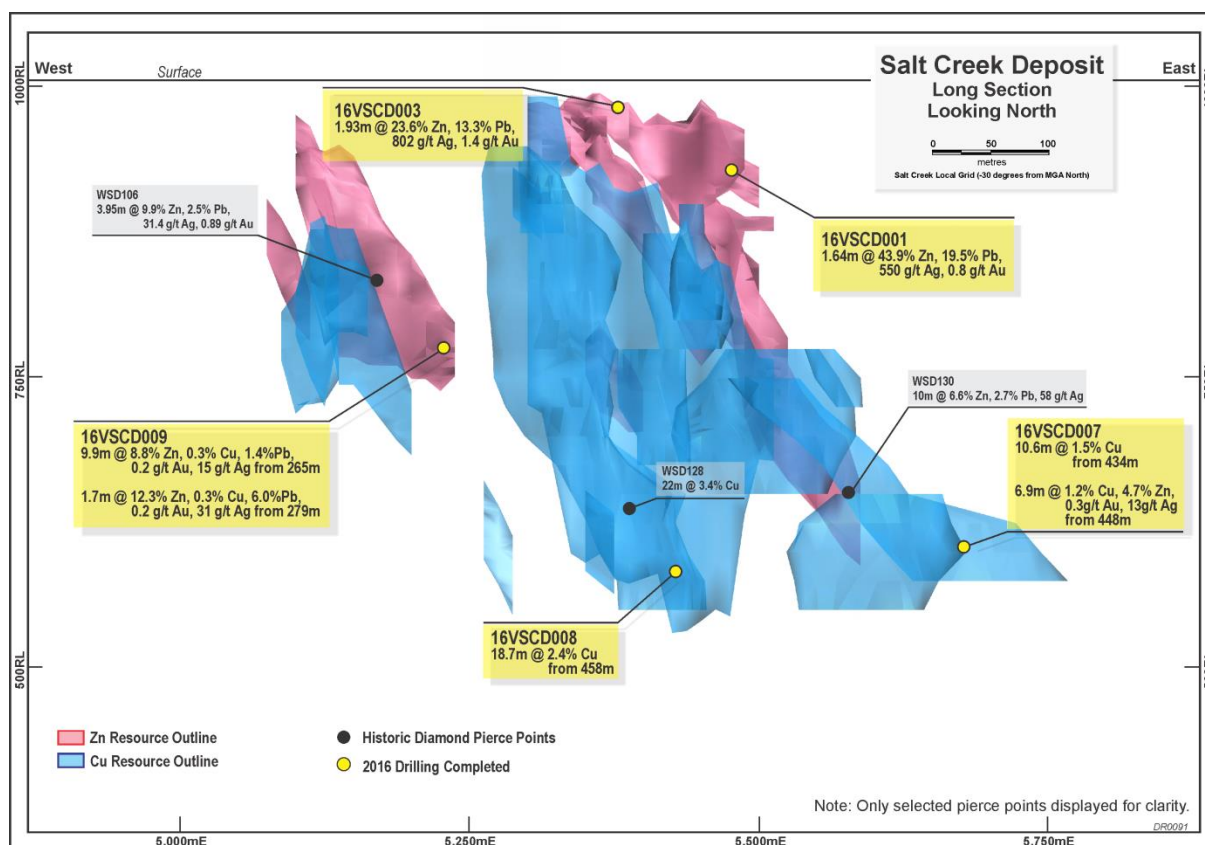 West
Surface
East
Salt Creek Deposit
Long Section
Looking North
0 50 100
metres
Salt Creek Local Grid (-30 degrees from MGA North)
1000RL
16VSCD003
1.93m @ 23.6% Zn, 13.3% Pb,
802 g/t Ag, 1.4 g/t Au
WSD106
3.95m @ 9.9% Zn, 2.5% Pb,
31.4 g/t Ag, 0.89 g/t Au
16VSCD001
1.64m @ 43.9% Zn, 19.5% Pb,
550 g/t Ag, 0.8 g/t Au
750RL
WSD130
10m @ 6.6% Zn, 2.7% Pb, 58 g/t Ag
16VSCD009
9.9m @ 8.8% Zn, 0.3% Cu, 1.4%Pb,
0.2 g/t Au, 15 g/t Ag from 265m
1.7m @ 12.3% Zn, 0.3% Cu, 6.0%Pb,
0.2 g/t Au, 31 g/t Ag from 279m
16VSCD007
10.6m @ 1.5% Cu
from 434m
6.9m @ 1.2% Cu, 4.7% Zn,
0.3g/t Au, 13g/t Ag
from 448m
WSD128
22m @ 3.4% Cu
16VSCD008
18.7m @ 2.4% Cu
from 458m
500RL
Zn Resource Outline
Cu Resource Outline
Historic Diamond Pierce Points
2016 Drilling Completed
Note: Only selected pierce points displayed for clarity.
DR0091
5,000mE 5,250mE 5,500mE 5,750mE